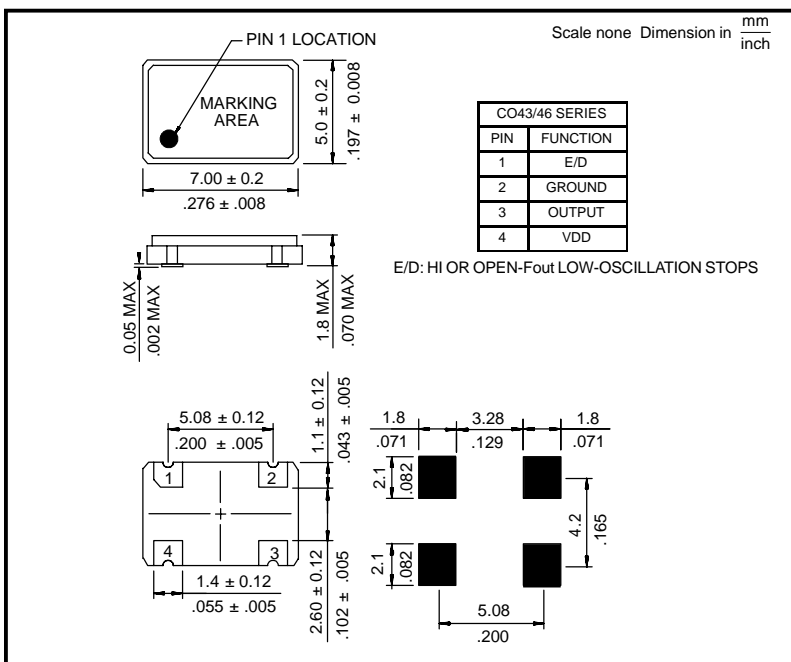 Scale none Dimension in mm
inch
PIN 1 LOCATION
MARKING
AREA
5.0 ± 0.2
.197 ± 0.008
7.00 ± 0.2
.276 ± .008
CO43/46 SERIES
PIN FUNCTION
1 E/D
2 GROUND
3 OUTPUT
4 VDD
E/D: HI OR OPEN-Fout LOW-OSCILLATION STOPS
0.05 MAX
.002 MAX
1.8 MAX
.070 MAX
5.08 ± 0.12
.200 ± .005
1.1 ± 0.12
.043 ± .005
1 2
4 3
1.4 ± 0.12
.055 ± .005
2.60 ± 0.12
.102 ± .005
1.8 3.28 1.8
.071 .129 .071
2.1
.082
4.2
.165
2.1
.082
5.08
.200